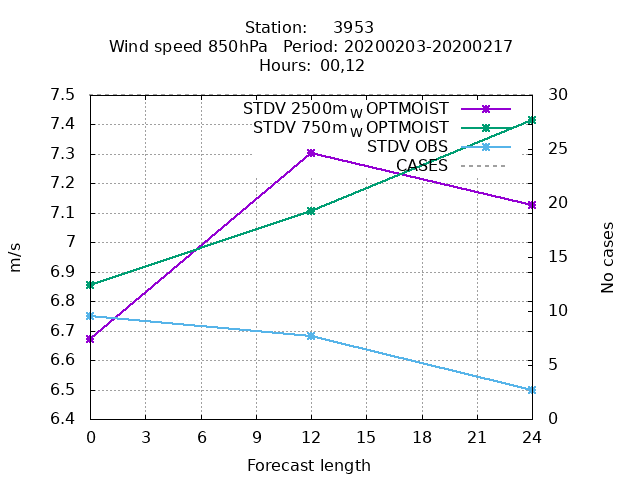 Station:     3953
Wind speed 850hPa   Period: 20200203-20200217
Hours: 00,12
7.5
7.4
7.3
7.2
7.1
7
6.9
6.8
6.7
6.6
6.5
6.4
m/s
STDV 2500m_W OPTMOIST
STDV 750m_W OPTMOIST
STDV OBS
CASES
30
25
20
15
10
5
0
No cases
0 3 6 9 12 15 18 21 24
Forecast length